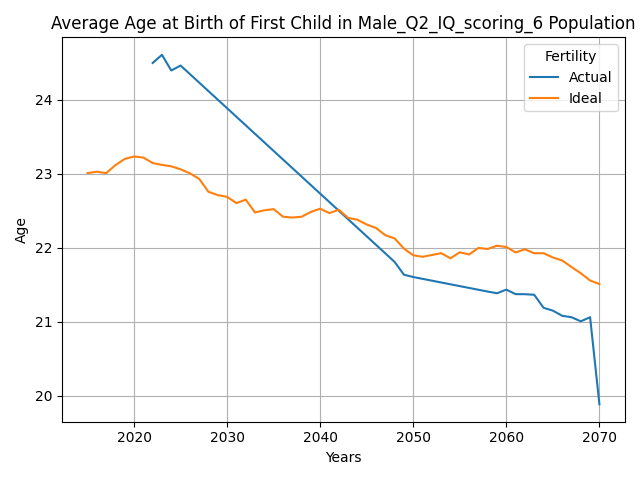 Average Age at Birth of First Child in Male_Q2_IQ_scoring_6 Population
Fertility
Actual
Ideal
24
23
22
21
20
Age
2020 2030 2040 2050 2060 2070
Years